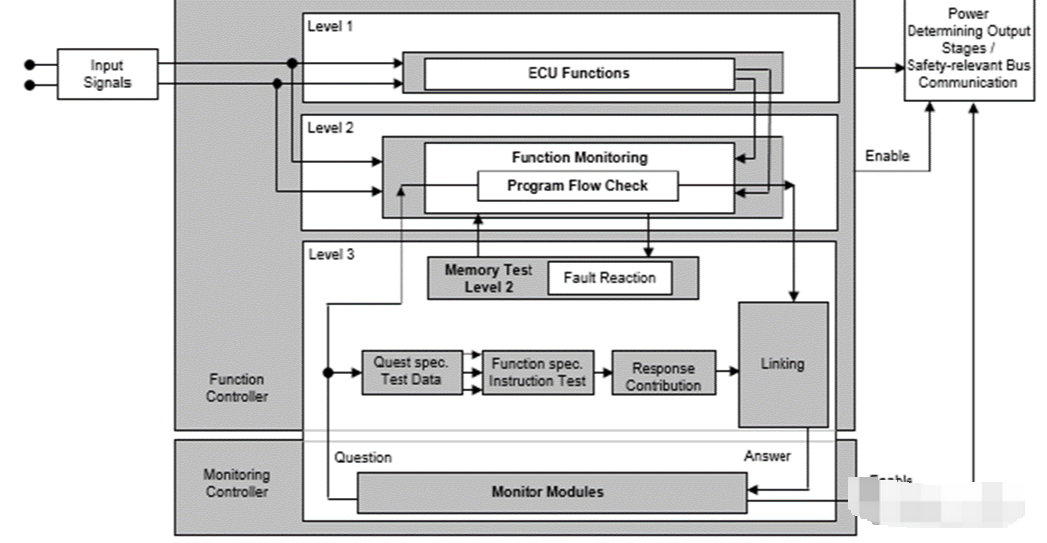 Level 1
Power
Determining Output
Stages /
Safety-relevant Bus
Communication
Input
Signals
ECU Functions
Level 2
Function Monitoring
Program Flow Check
Enable
Level 3
Memory Test
Level 2
Fault Reaction
Quest spec.
Test Data
Function spec.
Instruction Test
Response
Contribution
Linking
Function
Controller
Question
Answer
Monitoring
Controller
Monitor Modules